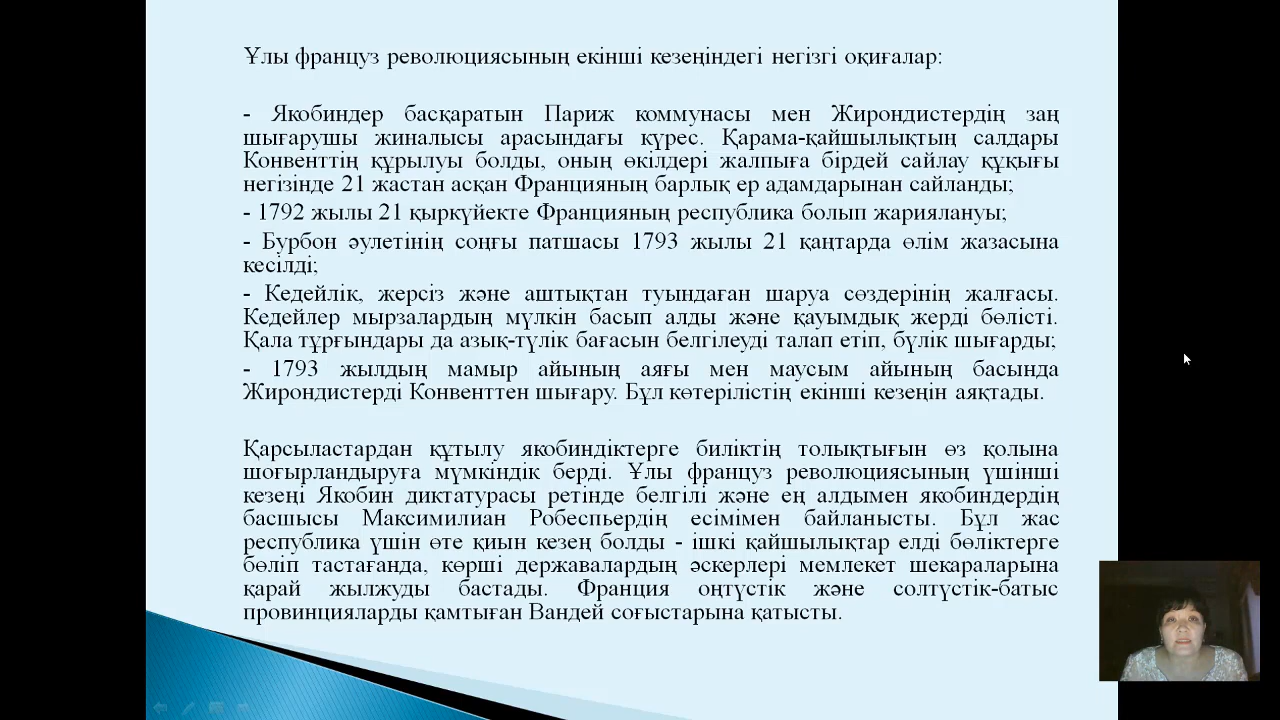 Ұлы француз революциясының екінші кезеңіндегі негізгі оқиғалар:
- Якобиндер басқаратын Париж коммунасы мен Жирондистердің заң
шығарушы жиналысы арасындағы күрес. Қарама-қайшылықтың салдары
Конвенттің құрылуы болды, оның өкілдері жалпыға бірдей сайлау құқығы
негізінде 21 жастан асқан Францияның барлық ер адамдарынан сайланды;
- 1792 жылы 21 қыркүйекте Францияның республика болып жариялануы;
- Бурбон әулетінің соңғы патшасы 1793 жылы 21 қаңтарда өлім жазасына
кесілді;
- Кедейлік, жерсіз және аштықтан туындаған шаруа сөздерінің жалғасы.
Кедейлер мырзалардың мүлкін басып алды және қауымдық жерді бөлісті.
Қала тұрғындары да азық-түлік бағасын белгілеуді талап етіп, бүлік шығарды;
- 1793 жылдың мамыр айының аяғы мен маусым айының басында
Жирондистерді Конвенттен шығару. Бұл көтерілістің екінші кезеңін аяқтады.
Қарсыластардан құтылу якобиндіктерге биліктің толықтығын өз қолына
шоғырландыруға мүмкіндік берді. Ұлы француз революциясының үшінші
кезеңі Якобин диктатурасы ретінде белгілі және ең алдымен якобиндердің
басшысы Максимилиан Робеспьердің есімімен байланысты. Бұл жас
республика үшін өте қиын кезең болды - ішкі қайшылықтар елді бөліктерге
бөліп тастағанда, көрші державалардың әскерлері мемлекет шекараларына
қарай жылжуды бастады. Франция оңтүстік және солтүстік-батыс
провинцияларды қамтыған Вандей соғыстарына қатысты.